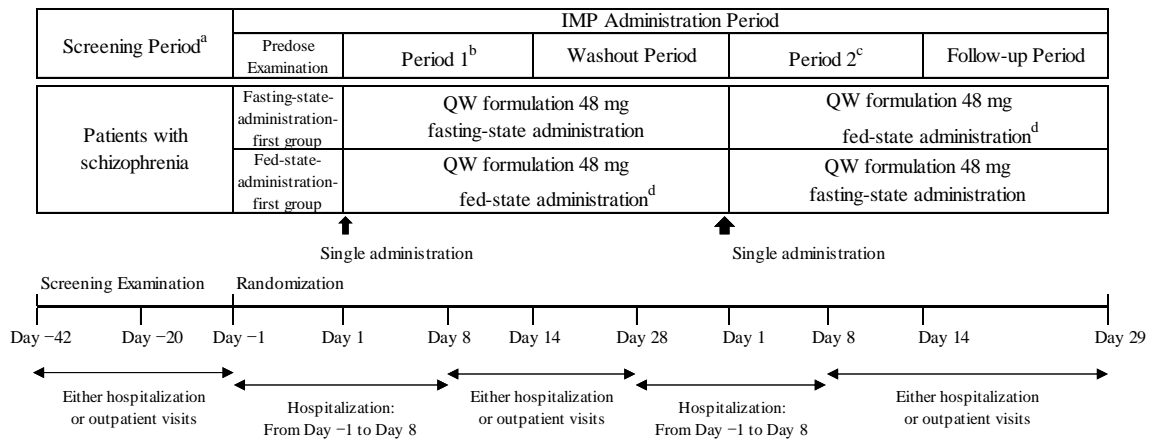 IMP Administration Period
Screening Period^a
Predose
Examination
Period 1^b
Washout Period
Period 2^c
Follow-up Period
Patients with
schizophrenia
Fasting-state-
administration-
first group
QW formulation 48 mg
fasting-state administration
QW formulation 48 mg
fed-state administration^d
Fed-state-
administration-
first group
QW formulation 48 mg
fed-state administration^d
QW formulation 48 mg
fasting-state administration
Single administration
Single administration
Screening Examination
Randomization
Day −42
Day −20
Day −1
Day 1
Day 8
Day 14
Day 28
Day 1
Day 8
Day 14
Day 29
Either hospitalization
or outpatient visits
Hospitalization:
From Day −1 to Day 8
Either hospitalization
or outpatient visits
Hospitalization:
From Day −1 to Day 8
Either hospitalization
or outpatient visits